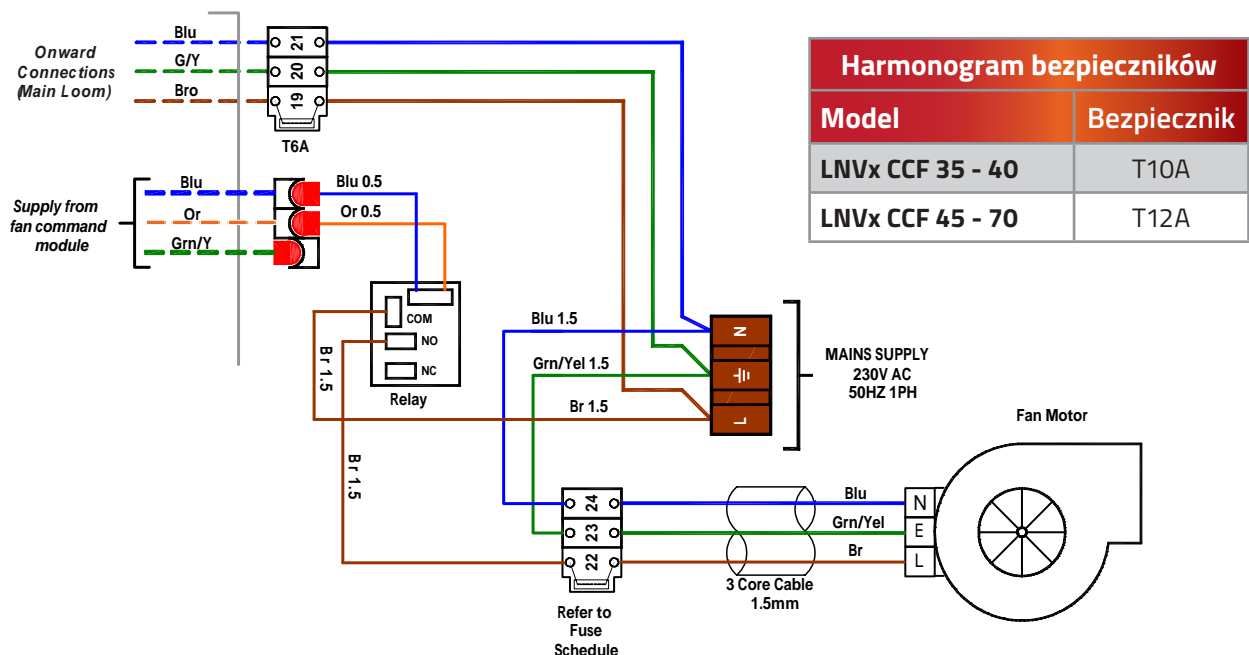 Onward
Connections
(Main Loom)
Blu
G/Y
Bro
21
20
19
T6A
Harmonogram bezpieczników
Model Bezpiecznik
LNVx CCF 35 - 40 T10A
LNVx CCF 45 - 70 T12A
Supply from
fan command
module
Blu
Or
Grn/Y
Blu 0.5
Or 0.5
COM
NO
NC
Relay
Br 1.5
Br 1.5
Blu 1.5
Grn/Yel 1.5
Br 1.5
N
L
MAINS SUPPLY
230V AC
50HZ 1PH
Fan Motor
24
23
22
Blu
Grn/Yel
Br
N
E
L
3 Core Cable
1.5mm
Refer to
Fuse
Schedule